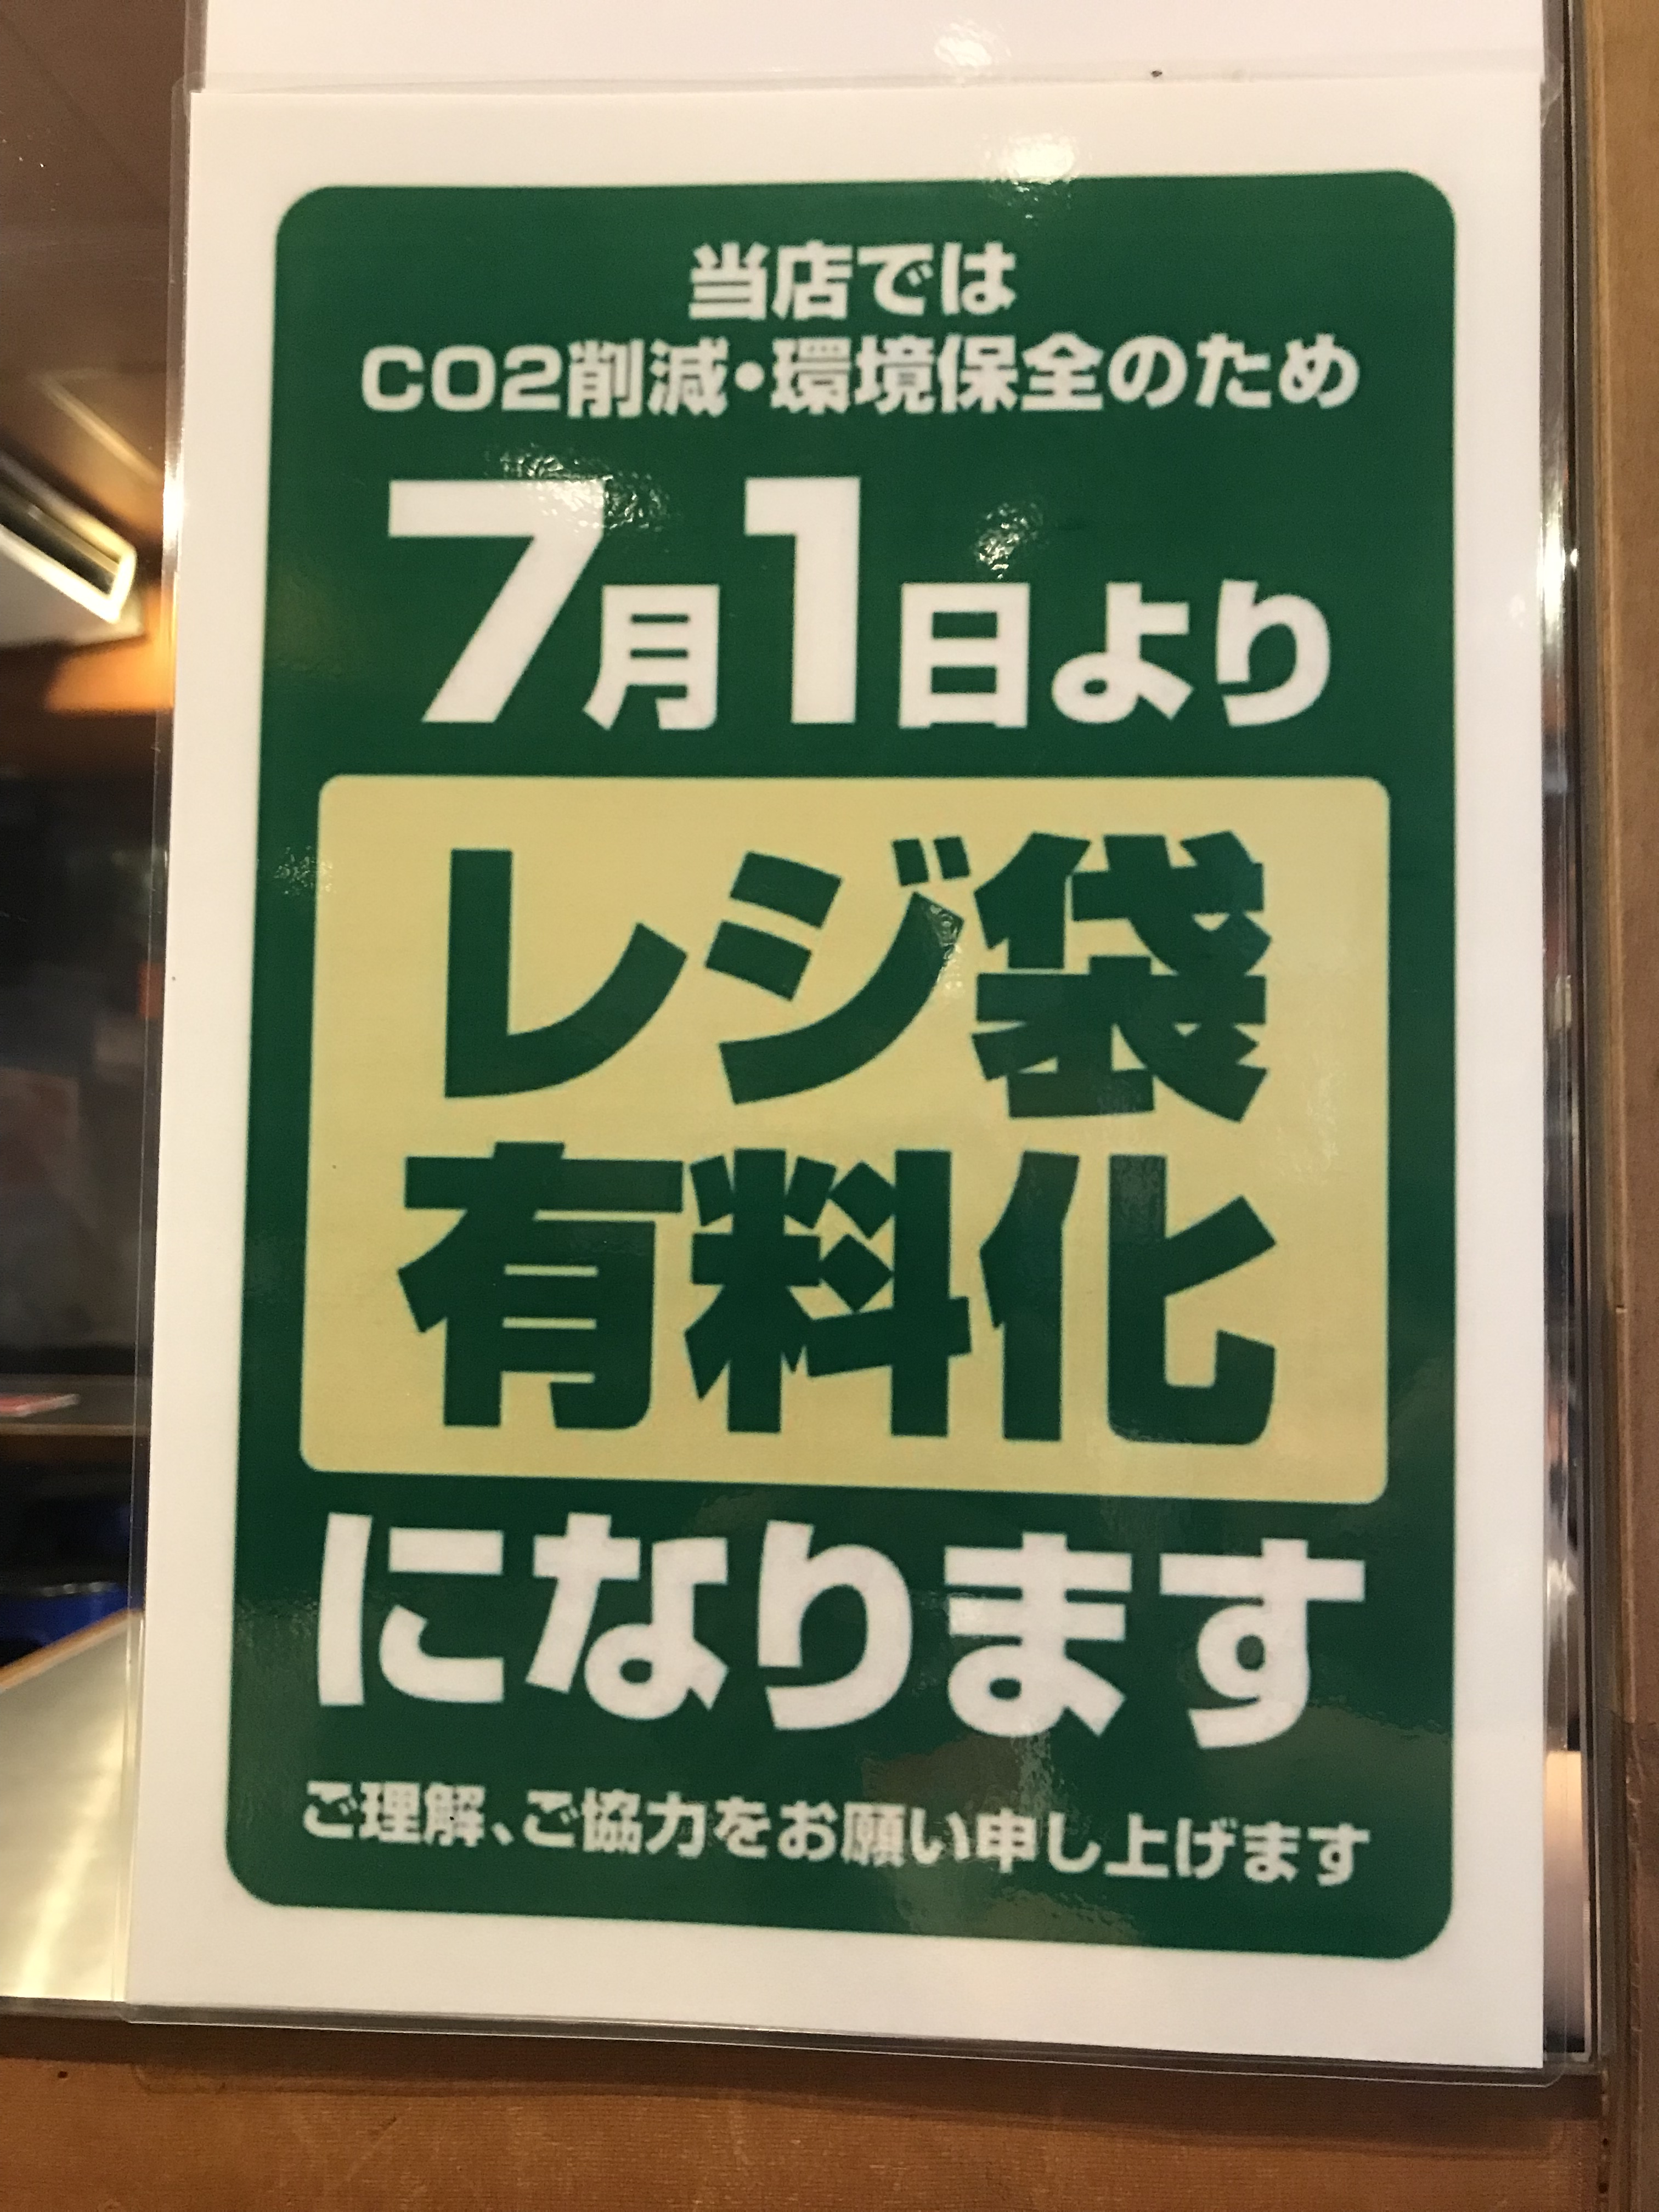 当店では
CO2削減・環境保全のため
7月1日より
レジ袋
有料化
になります
ご理解、ご協力をお願い申し上げます